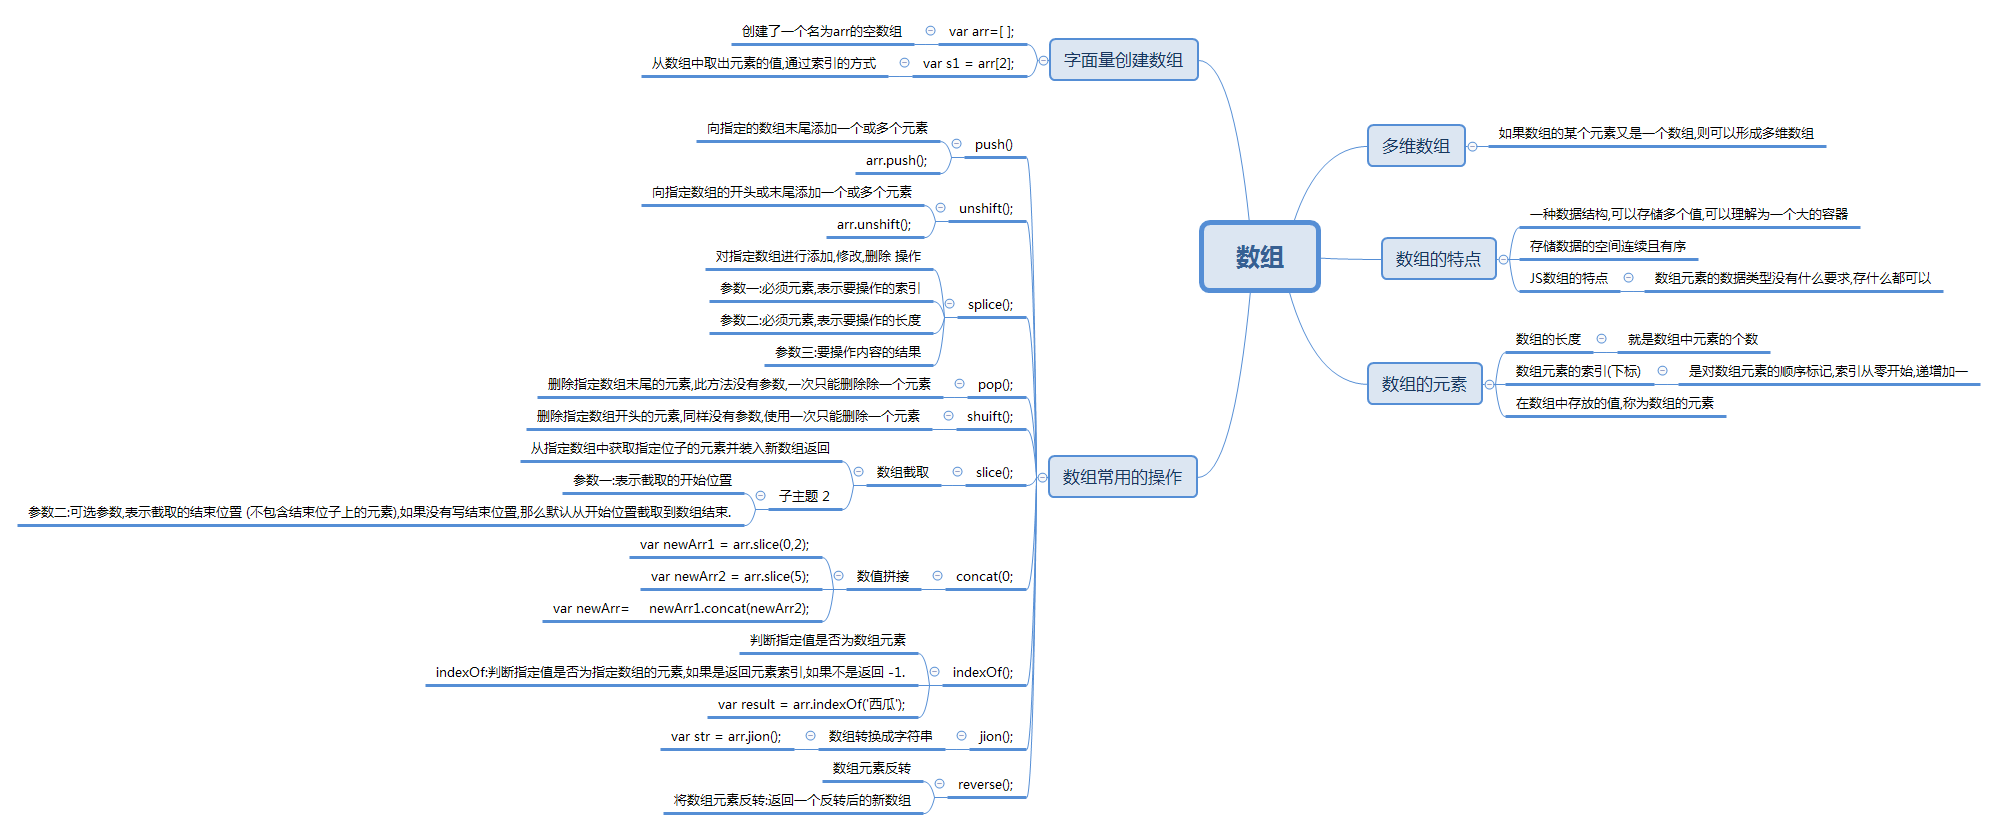 数组
字面量创建数组
var arr=[ ];
创建了一个名为arr的空数组
var s1 = arr[2];
从数组中取出元素的值,通过索引的方式
多维数组
如果数组的某个元素又是一个数组,则可以形成多维数组
数组的特点
一种数据结构,可以存储多个值,可以理解为一个大的容器
存储数据的空间连续且有序
JS数组的特点
数组元素的数据类型没有什么要求,存什么都可以
数组的元素
数组的长度
就是数组中元素的个数
数组元素的索引(下标)
是对数组元素的顺序标记,索引从零开始,递增加一
在数组中存放的值,称为数组的元素
数组常用的操作
push()
向指定的数组末尾添加一个或多个元素
arr.push();
unshift();
向指定数组的开头或末尾添加一个或多个元素
arr.unshift();
splice();
对指定数组进行添加,修改,删除 操作
参数一:必须元素,表示要操作的索引
参数二:必须元素,表示要操作的长度
参数三:要操作内容的结果
pop();
删除指定数组末尾的元素,此方法没有参数,一次只能删除除一个元素
shuift();
删除指定数组开头的元素,同样没有参数,使用一次只能删除一个元素
slice();
数组截取
从指定数组中获取指定位子的元素并装入新数组返回
子主题 2
参数一:表示截取的开始位置
参数二:可选参数,表示截取的结束位置 (不包含结束位子上的元素),如果没有写结束位置,那么默认从开始位置截取到数组结束.
concat(0;
数值拼接
var newArr1 = arr.slice(0,2);
var newArr2 = arr.slice(5);
var newArr= newArr1.concat(newArr2);
indexOf();
判断指定值是否为数组元素
indexOf:判断指定值是否为指定数组的元素,如果是返回元素索引,如果不是返回 -1.
var result = arr.indexOf('西瓜');
jion();
数组转换成字符串
var str = arr.jion();
reverse();
数组元素反转
将数组元素反转:返回一个反转后的新数组